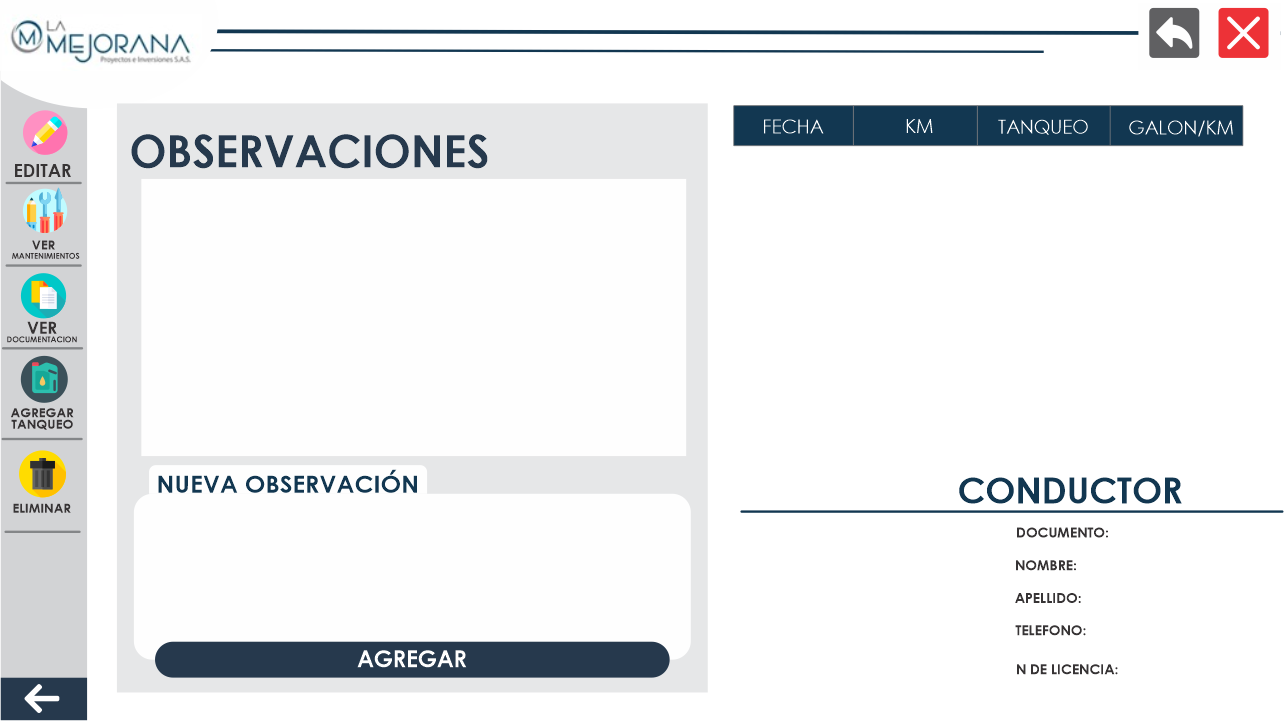 LA
MEJORANA
Proyectos e Inversiones S.A.S.
EDITAR
VER
MANTENIMIENTOS
VER
DOCUMENTACION
AGREGAR
TANQUEO
ELIMINAR
OBSERVACIONES
NUEVA OBSERVACIÓN
AGREGAR
FECHA KM TANQUEO GALON/KM
CONDUCTOR
DOCUMENTO:
NOMBRE:
APELLIDO:
TELEFONO:
N DE LICENCIA: